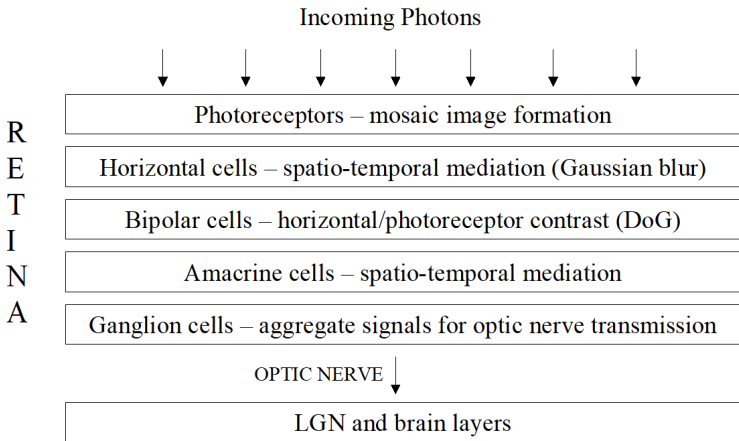 Incoming Photons
RETINA
Photoreceptors – mosaic image formation
Horizontal cells – spatio-temporal mediation (Gaussian blur)
Bipolar cells – horizontal/photoreceptor contrast (DoG)
Amacrine cells – spatio-temporal mediation
Ganglion cells – aggregate signals for optic nerve transmission
OPTIC NERVE
LGN and brain layers